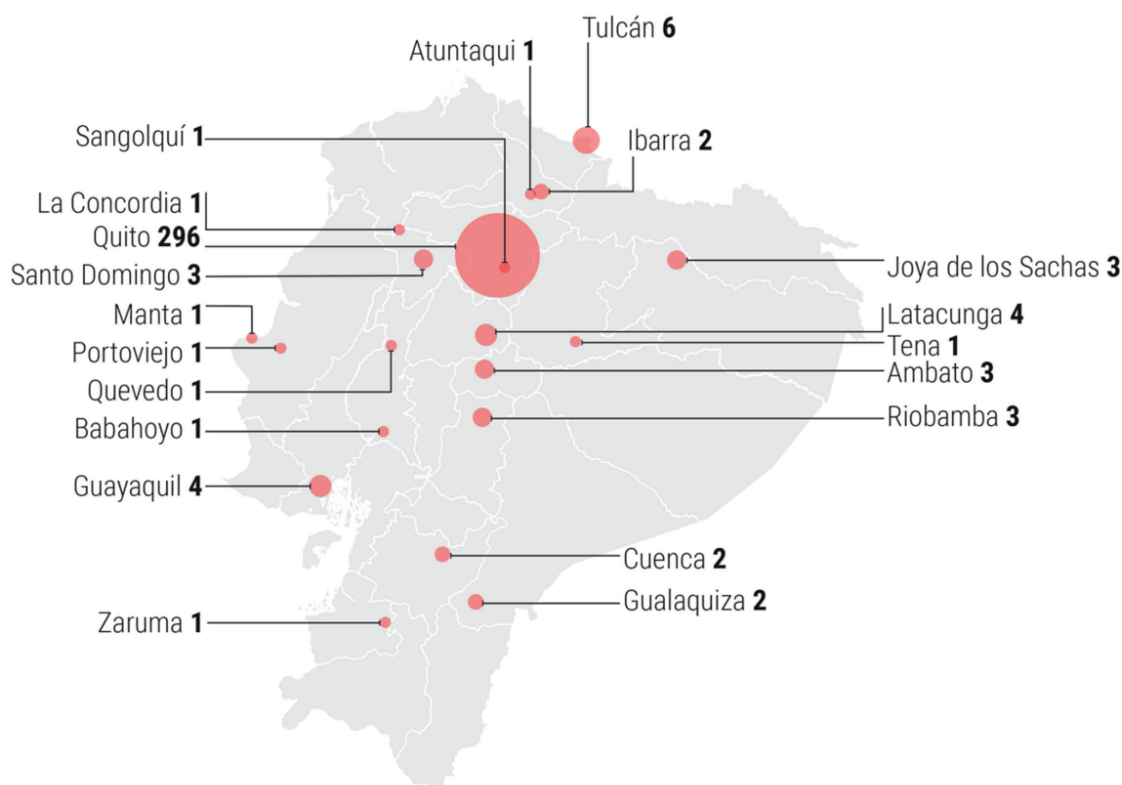 Tulcán 6
Atuntaqui 1
Sangolquí 1
Ibarra 2
La Concordia 1
Quito 296
Santo Domingo 3
Joya de los Sachas 3
Manta 1
Latacunga 4
Portoviejo 1
Tena 1
Quevedo 1
Ambato 3
Babahoyo 1
Riobamba 3
Guayaquil 4
Cuenca 2
Gualaquiza 2
Zaruma 1